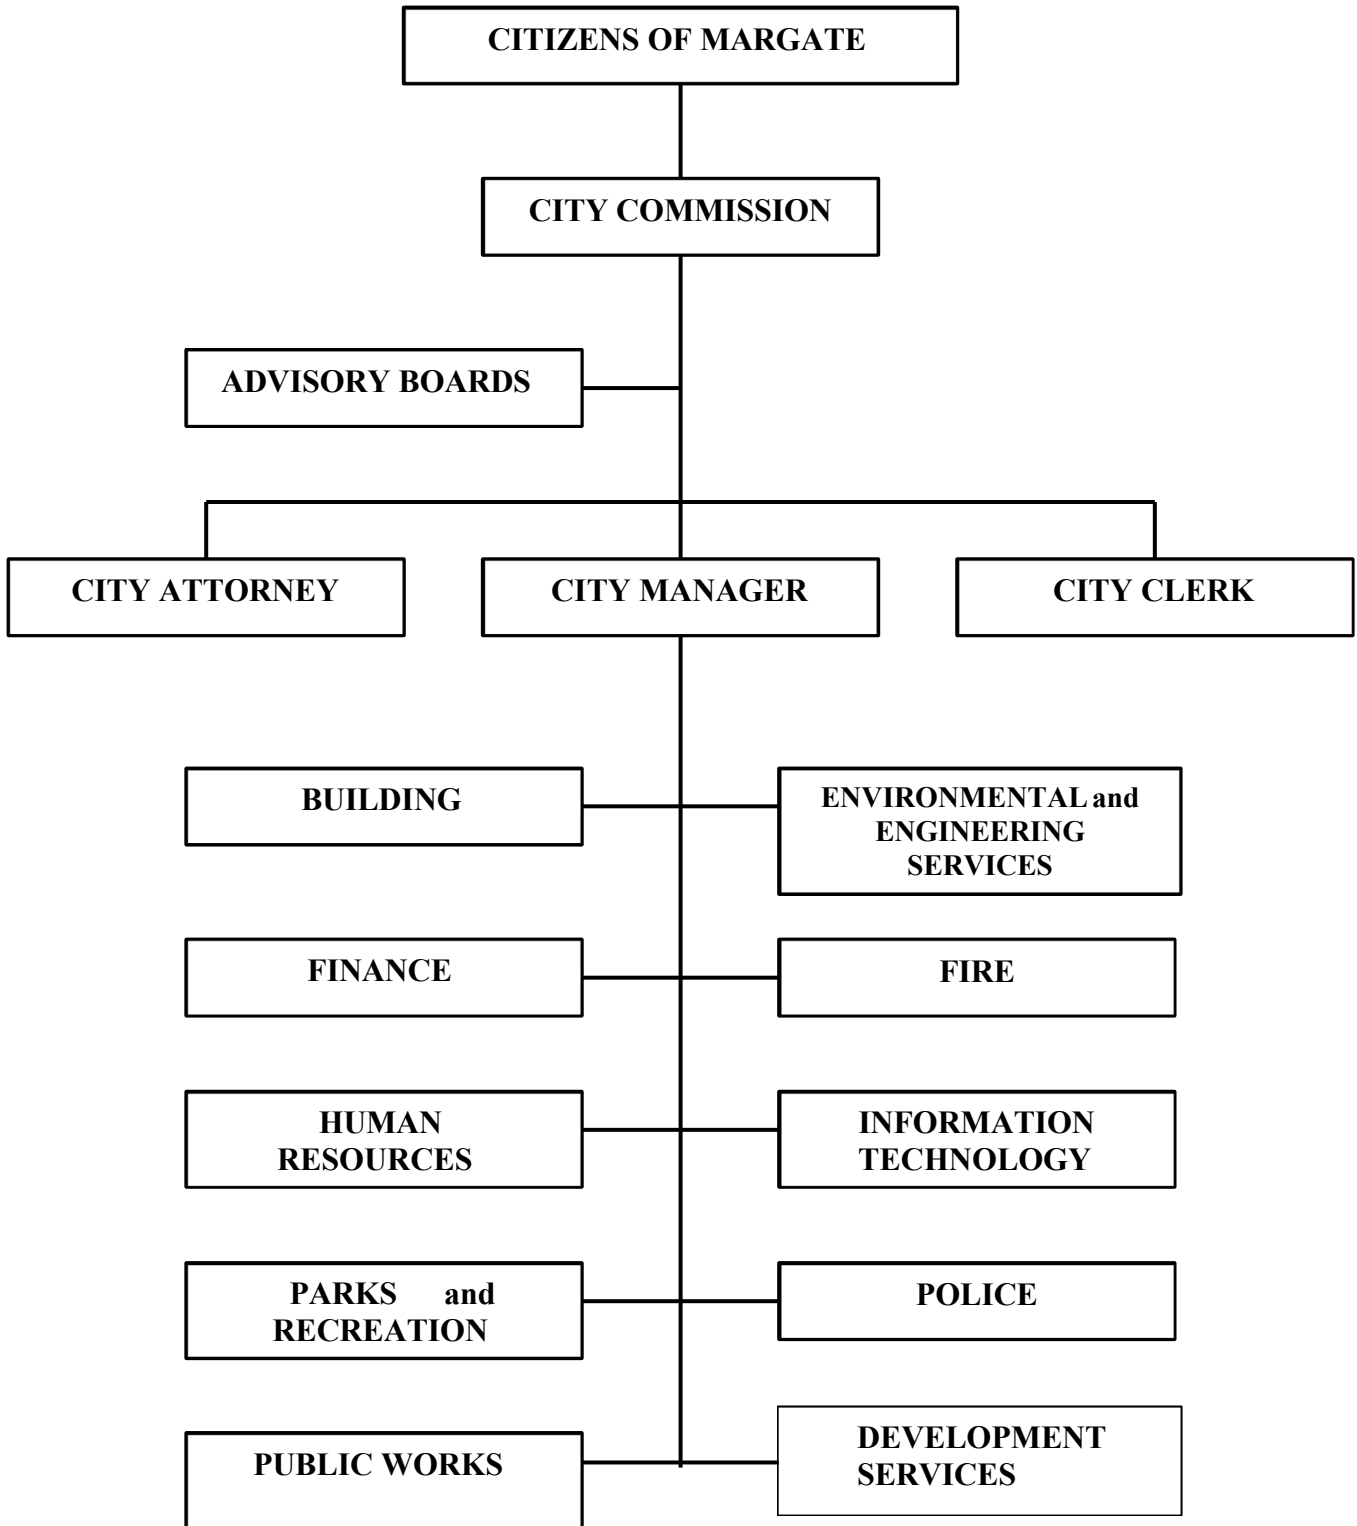 CITIZENS OF MARGATE
CITY COMMISSION
ADVISORY BOARDS
CITY ATTORNEY
CITY MANAGER
CITY CLERK
BUILDING
ENVIRONMENTAL and
ENGINEERING
SERVICES
FINANCE
FIRE
HUMAN
RESOURCES
INFORMATION
TECHNOLOGY
PARKS and
RECREATION
POLICE
PUBLIC WORKS
DEVELOPMENT
SERVICES